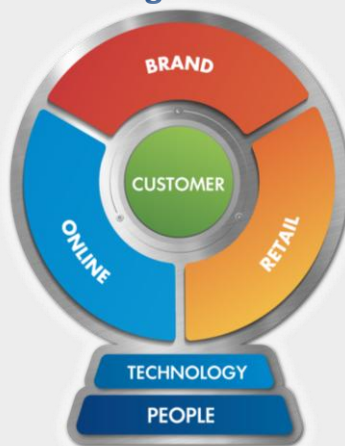 BRAND
CUSTOMER
ONLINE
RETAIL
TECHNOLOGY
PEOPLE